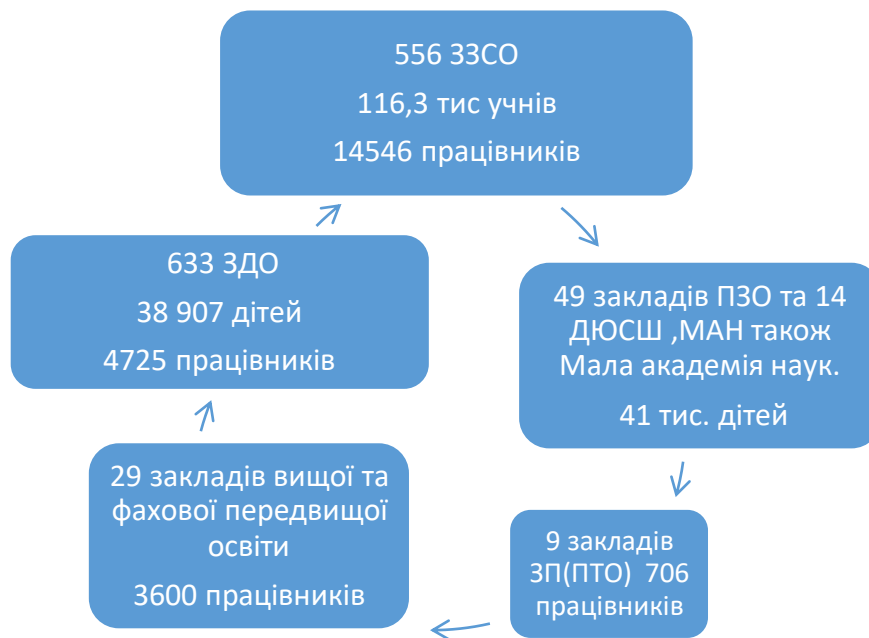 556 ЗЗСО
116,3 тис учнів
14546 працівників
633 ЗДО
38 907 дітей
4725 працівників
49 закладів ПЗО та 14
ДЮСШ ,МАН також
Мала академія наук.
41 тис. дітей
29 закладів вищої та
фахової передвищої
освіти
3600 працівників
9 закладів
ЗП(ПТО) 706
працівників